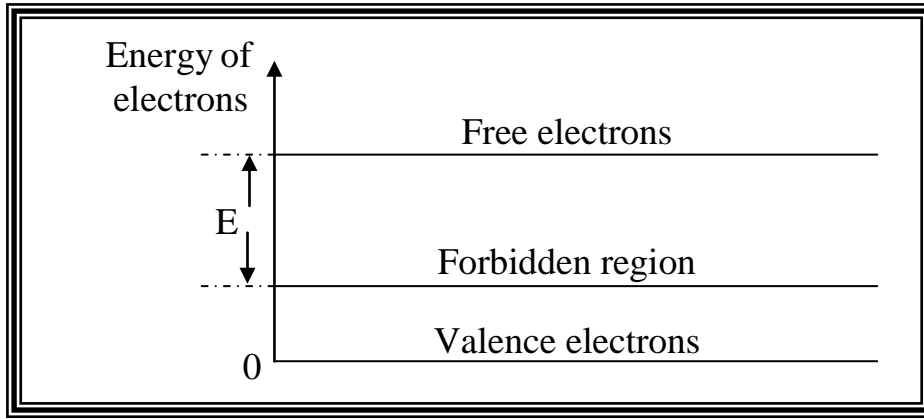 Energy of
electrons
Free electrons
E
Forbidden region
Valence electrons
0